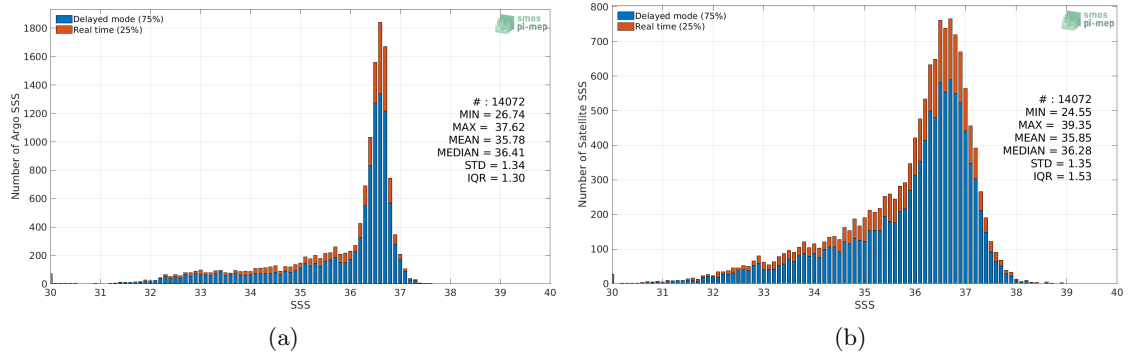 Delayed mode (75%)
Real time (25%)
smos
pi-mep
Number of Argo SSS
1800
1600
1400
1200
1000
800
600
400
200
0
# : 14072
MIN = 26.74
MAX = 37.62
MEAN = 35.78
MEDIAN = 36.41
STD = 1.34
IQR = 1.30
30 31 32 33 34 35 36 37 38 39 40
SSS
(a)
Delayed mode (75%)
Real time (25%)
smos
pi-mep
Number of Satellite SSS
800
700
600
500
400
300
200
100
0
# : 14072
MIN = 24.55
MAX = 39.35
MEAN = 35.85
MEDIAN = 36.28
STD = 1.35
IQR = 1.53
30 31 32 33 34 35 36 37 38 39 40
SSS
(b)